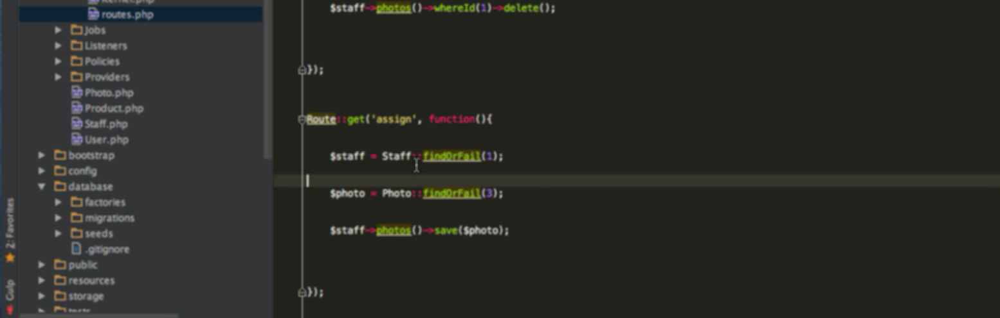 Kernel.php
routes.php
Jobs
Listeners
Policies
Providers
Photo.php
Product.php
Staff.php
User.php
bootstrap
config
database
factories
migrations
seeds
.gitignore
public
resources
storage
tests
2: Favorites
Gulp
$staff->photos()->whereId(1)->delete();
});
Route::get('assign', function(){
$staff = Staff::findOrFail(1);
$photo = Photo::findOrFail(3);
$staff->photos()->save($photo);
});